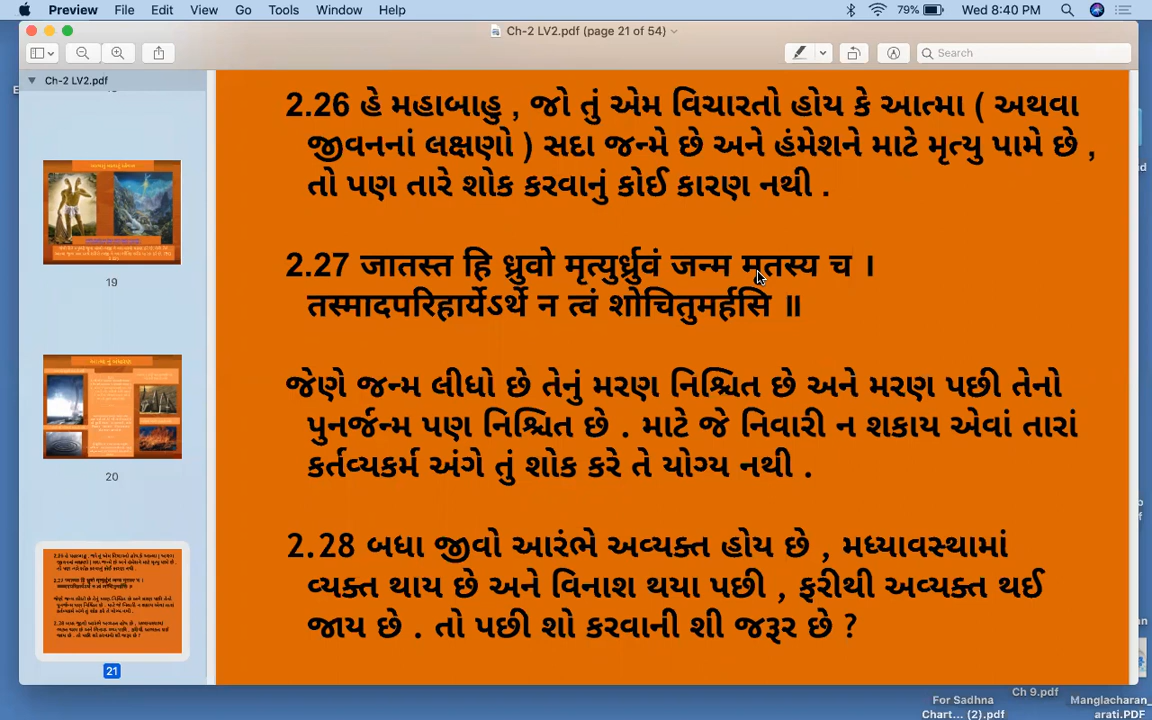 Preview File Edit View Go Tools Window Help 79% Wed 8:40 PM
Ch-2 LV2.pdf (page 21 of 54)
Search
Ch-2 LV2.pdf
19
20
21
2.26 હે મહાબાહુ , જો તું એમ વિચારતો હોય કે આત્મા ( અથવા
જીવનનાં લક્ષણો ) સદા જન્મે છે અને હંમેશને માટે મૃત્યુ પામે છે ,
તો પણ તારે શોક કરવાનું કોઈ કારણ નથી .
2.27 जातस्त हि ध्रुवो मृत्युर्ध्रुवं जन्म मृतस्य च ।
तस्मादपरिहार्येऽर्थे न त्वं शोचितुमर्हसि ॥
જેણે જન્મ લીધો છે તેનું મરણ નિશ્ચિત છે અને મરણ પછી તેનો
પુનર્જન્મ પણ નિશ્ચિત છે . માટે જે નિવારી ન શકાય એવાં તારાં
કર્તવ્યકર્મ અંગે તું શોક કરે તે યોગ્ય નથી .
2.28 બધા જીવો આરંભે અવ્યક્ત હોય છે , મધ્યાવસ્થામાં
વ્યક્ત થાય છે અને વિનાશ થયા પછી , ફરીથી અવ્યક્ત થઈ
જાય છે . તો પછી શો કરવાની શી જરૂર છે ?
For Sadhna
Chart... (2).pdf
Ch 9.pdf
Manglacharan_
arati.PDF